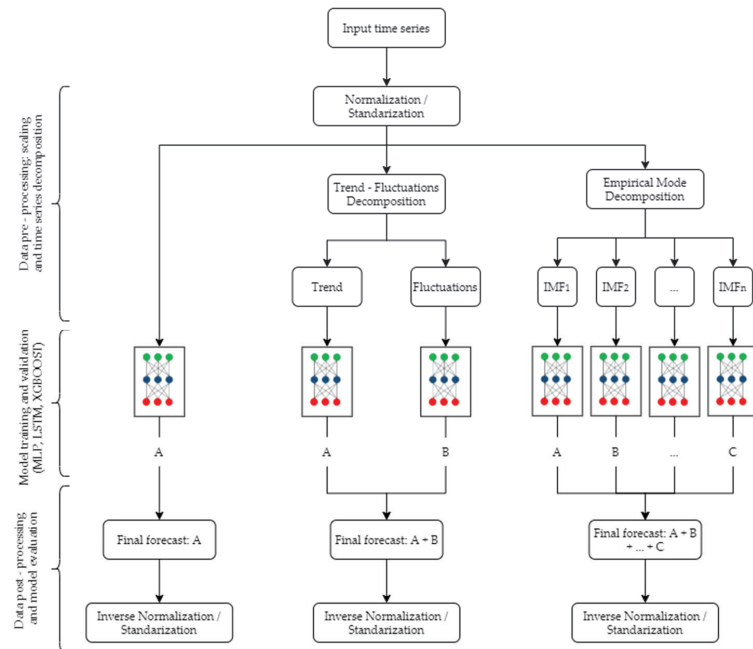 Input time series
Normalization /
Standarization
Data pre - processing: scaling
and time series decomposition
Trend - Fluctuations
Decomposition
Empirical Mode
Decomposition
Trend
Fluctuations
IMF1
IMF2
...
IMFn
Model training and validation
(MLP, LSTM, XGBOOST)
A
A
B
A
B
...
C
Data post - processing
and model evaluation
Final forecast: A
Final forecast: A + B
Final forecast: A + B
+ ... + C
Inverse Normalization /
Standarization
Inverse Normalization /
Standarization
Inverse Normalization /
Standarization